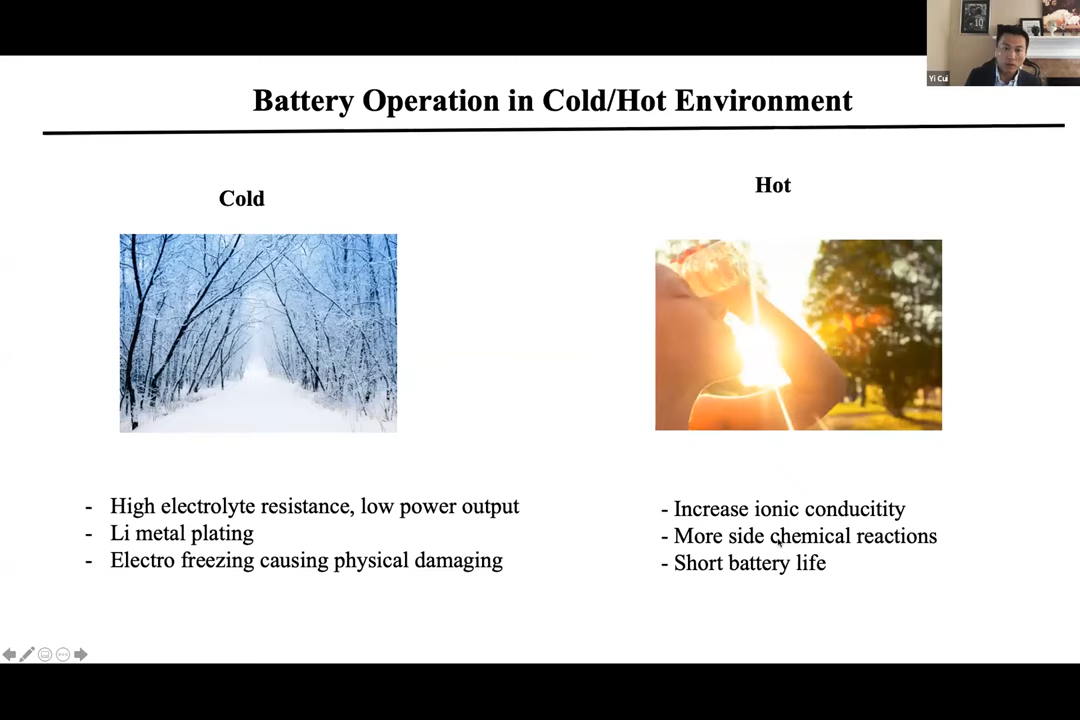 Yi Cui
Battery Operation in Cold/Hot Environment
Cold
Hot
- High electrolyte resistance, low power output
- Li metal plating
- Electro freezing causing physical damaging
- Increase ionic conducitity
- More side chemical reactions
- Short battery life